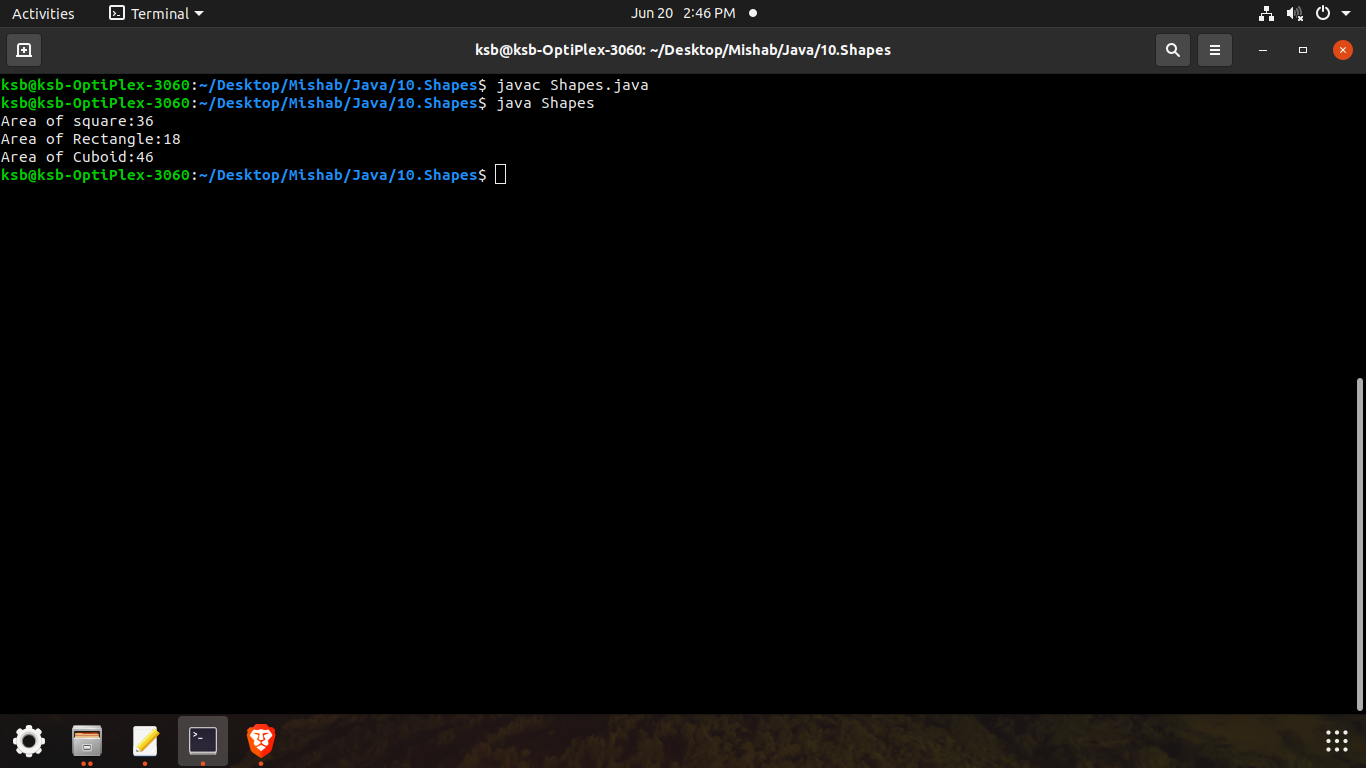 Activities Terminal Jun 20 2:46 PM
ksb@ksb-OptiPlex-3060: ~/Desktop/Mishab/Java/10.Shapes
ksb@ksb-OptiPlex-3060:~/Desktop/Mishab/Java/10.Shapes$ javac Shapes.java
ksb@ksb-OptiPlex-3060:~/Desktop/Mishab/Java/10.Shapes$ java Shapes
Area of square:36
Area of Rectangle:18
Area of Cuboid:46
ksb@ksb-OptiPlex-3060:~/Desktop/Mishab/Java/10.Shapes$